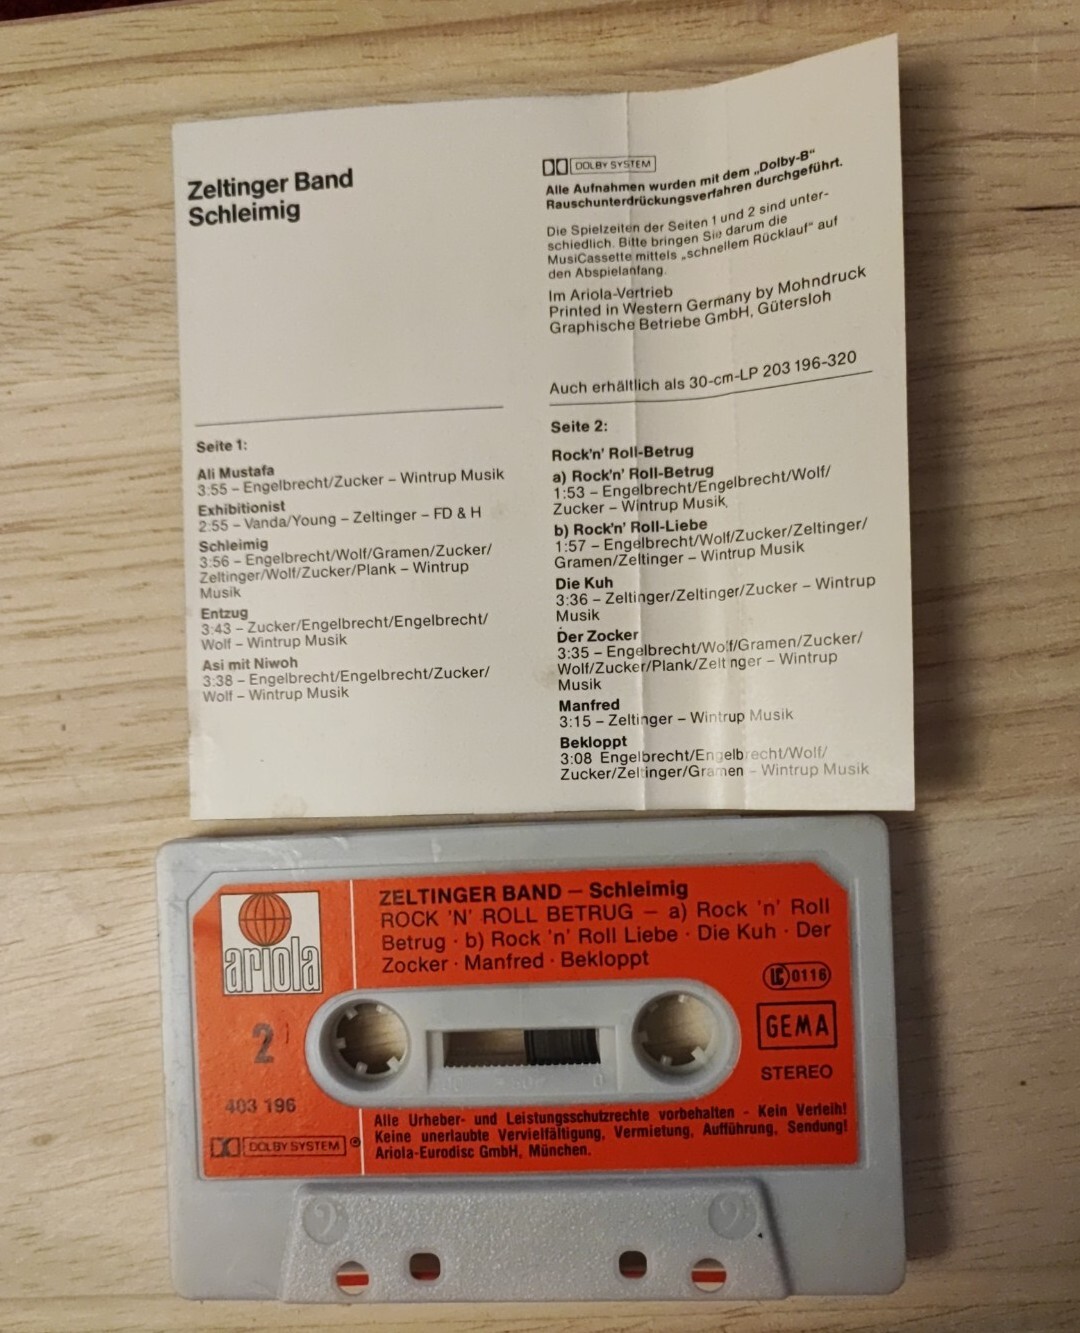 Zeltinger Band
Schleimig
DOLBY SYSTEM
Alle Aufnahmen wurden mit dem „Dolby-B“
Rauschunterdrückungsverfahren durchgeführt.
Die Spielzeiten der Seiten 1 und 2 sind unter-
schiedlich. Bitte bringen Sie darum die
MusiCassette mittels „schnellem Rücklauf“ auf
den Abspielanfang.
Im Ariola-Vertrieb
Printed in Western Germany by Mohndruck
Graphische Betriebe GmbH, Gütersloh
Auch erhältlich als 30-cm-LP 203 196-320
Seite 1:
Ali Mustafa
3:55 – Engelbrecht/Zucker – Wintrup Musik
Exhibitionist
2:55 – Vanda/Young – Zeltinger – FD & H
Schleimig
3:56 – Engelbrecht/Wolf/Gramen/Zucker/
Zeltinger/Wolf/Zucker/Plank – Wintrup
Musik
Entzug
3:43 – Zucker/Engelbrecht/Engelbrecht/
Wolf – Wintrup Musik
Asi mit Niwoh
3:38 – Engelbrecht/Engelbrecht/Zucker/
Wolf – Wintrup Musik
Seite 2:
Rock'n' Roll-Betrug
a) Rock'n' Roll-Betrug
1:53 – Engelbrecht/Engelbrecht/Wolf/
Zucker – Wintrup Musik,
b) Rock'n' Roll-Liebe
1:57 – Engelbrecht/Wolf/Zucker/Zeltinger/
Gramen/Zeltinger – Wintrup Musik
Die Kuh
3:36 – Zeltinger/Zeltinger/Zucker – Wintrup
Musik
Der Zocker
3:35 – Engelbrecht/Wolf/Gramen/Zucker/
Wolf/Zucker/Plank/Zeltinger – Wintrup
Musik
Manfred
3:15 – Zeltinger – Wintrup Musik
Bekloppt
3:08 Engelbrecht/Engelbrecht/Wolf/
Zucker/Zeltinger/Gramen – Wintrup Musik
ZELTINGER BAND – Schleimig
ROCK 'N' ROLL BETRUG – a) Rock 'n' Roll
Betrug · b) Rock 'n' Roll Liebe · Die Kuh · Der
Zocker · Manfred · Bekloppt
ariola
LC 0116
2
GEMA
STEREO
403 196
DOLBY SYSTEM ℗
Alle Urheber- und Leistungsschutzrechte vorbehalten - Kein Verleih!
Keine unerlaubte Vervielfältigung, Vermietung, Aufführung, Sendung!
Ariola-Eurodisc GmbH, München.